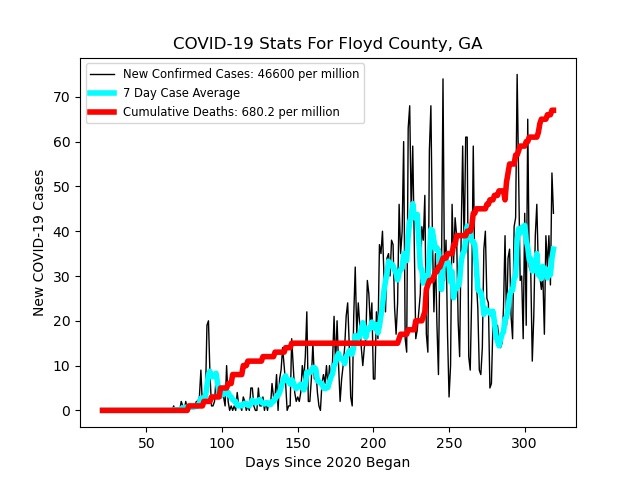 COVID-19 Stats For Floyd County, GA
New Confirmed Cases: 46600 per million
7 Day Case Average
Cumulative Deaths: 680.2 per million
New COVID-19 Cases
70
60
50
40
30
20
10
0
50 100 150 200 250 300
Days Since 2020 Began